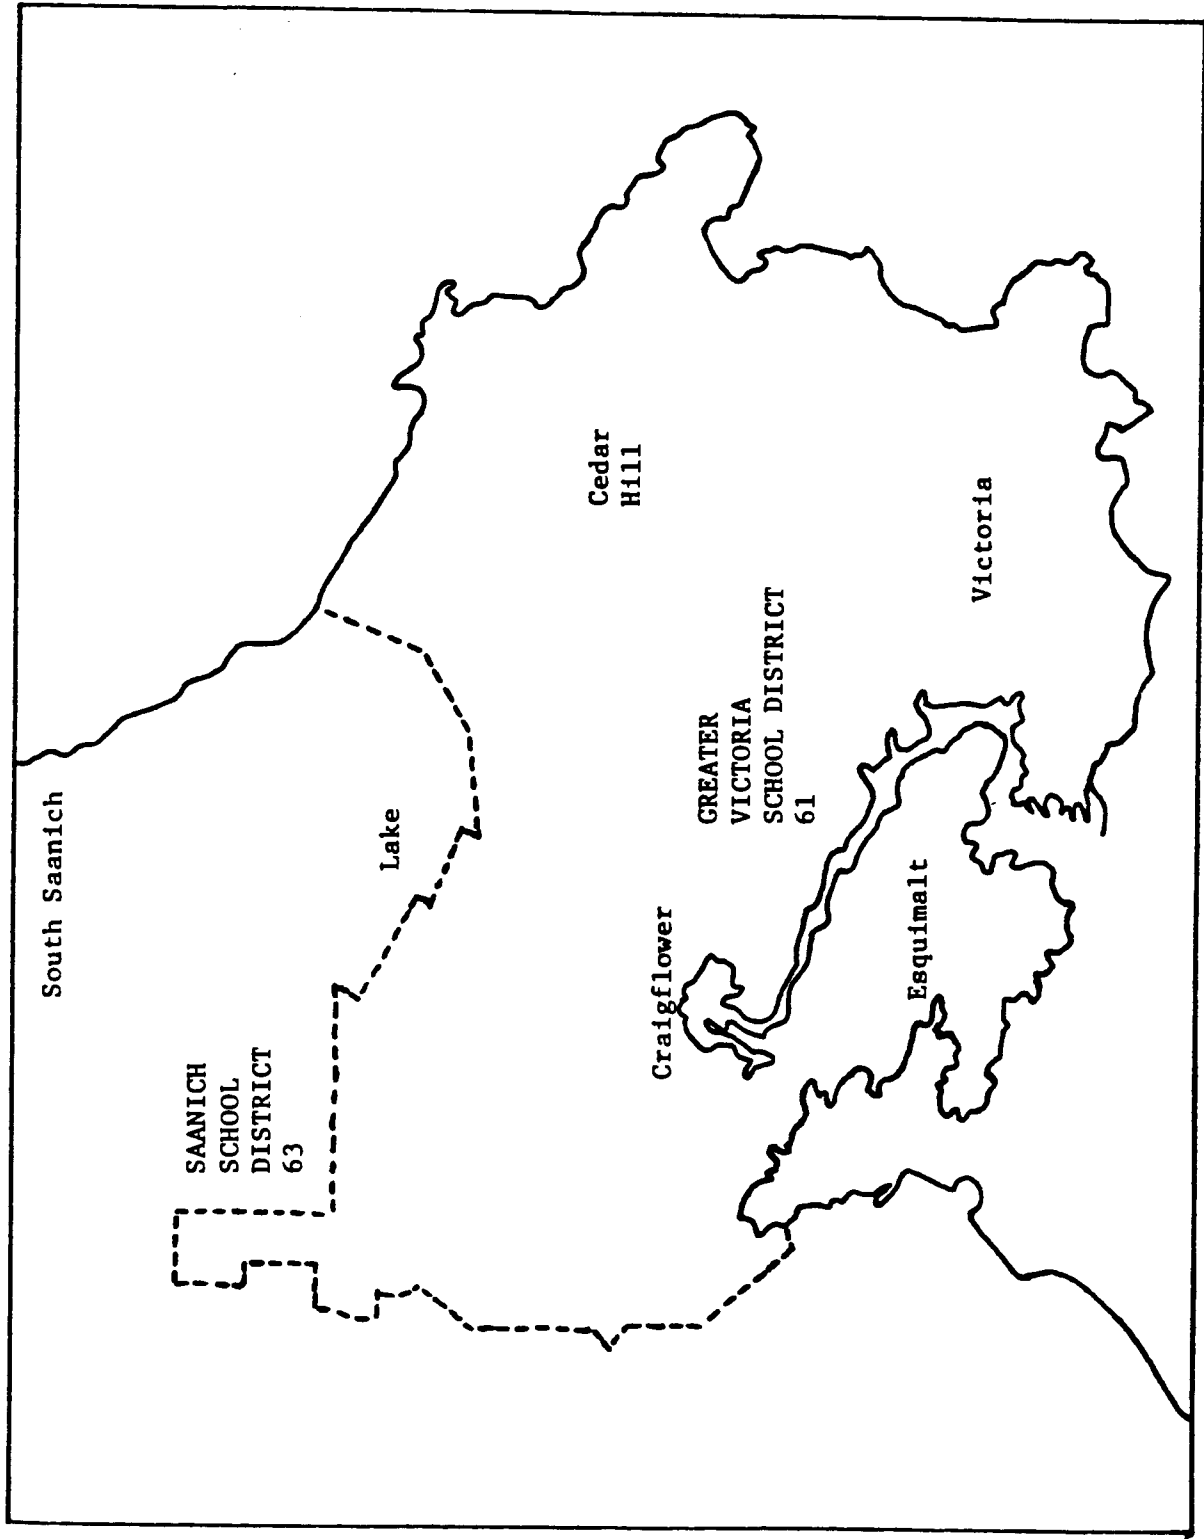 South Saanich
SAANICH
SCHOOL
DISTRICT
63
Lake
Cedar
Hill
Craigflower
GREATER
VICTORIA
SCHOOL DISTRICT
61
Esquimalt
Victoria